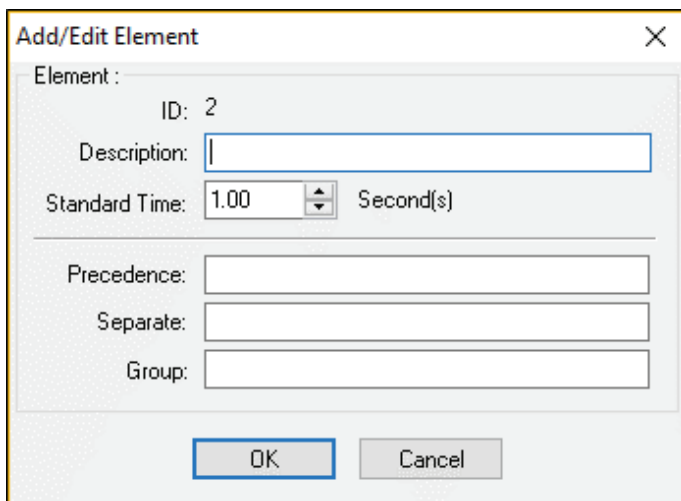 Add/Edit Element
Element :
ID: 2
Description:
Standard Time: 1.00 Second(s)
Precedence:
Separate:
Group:
OK Cancel